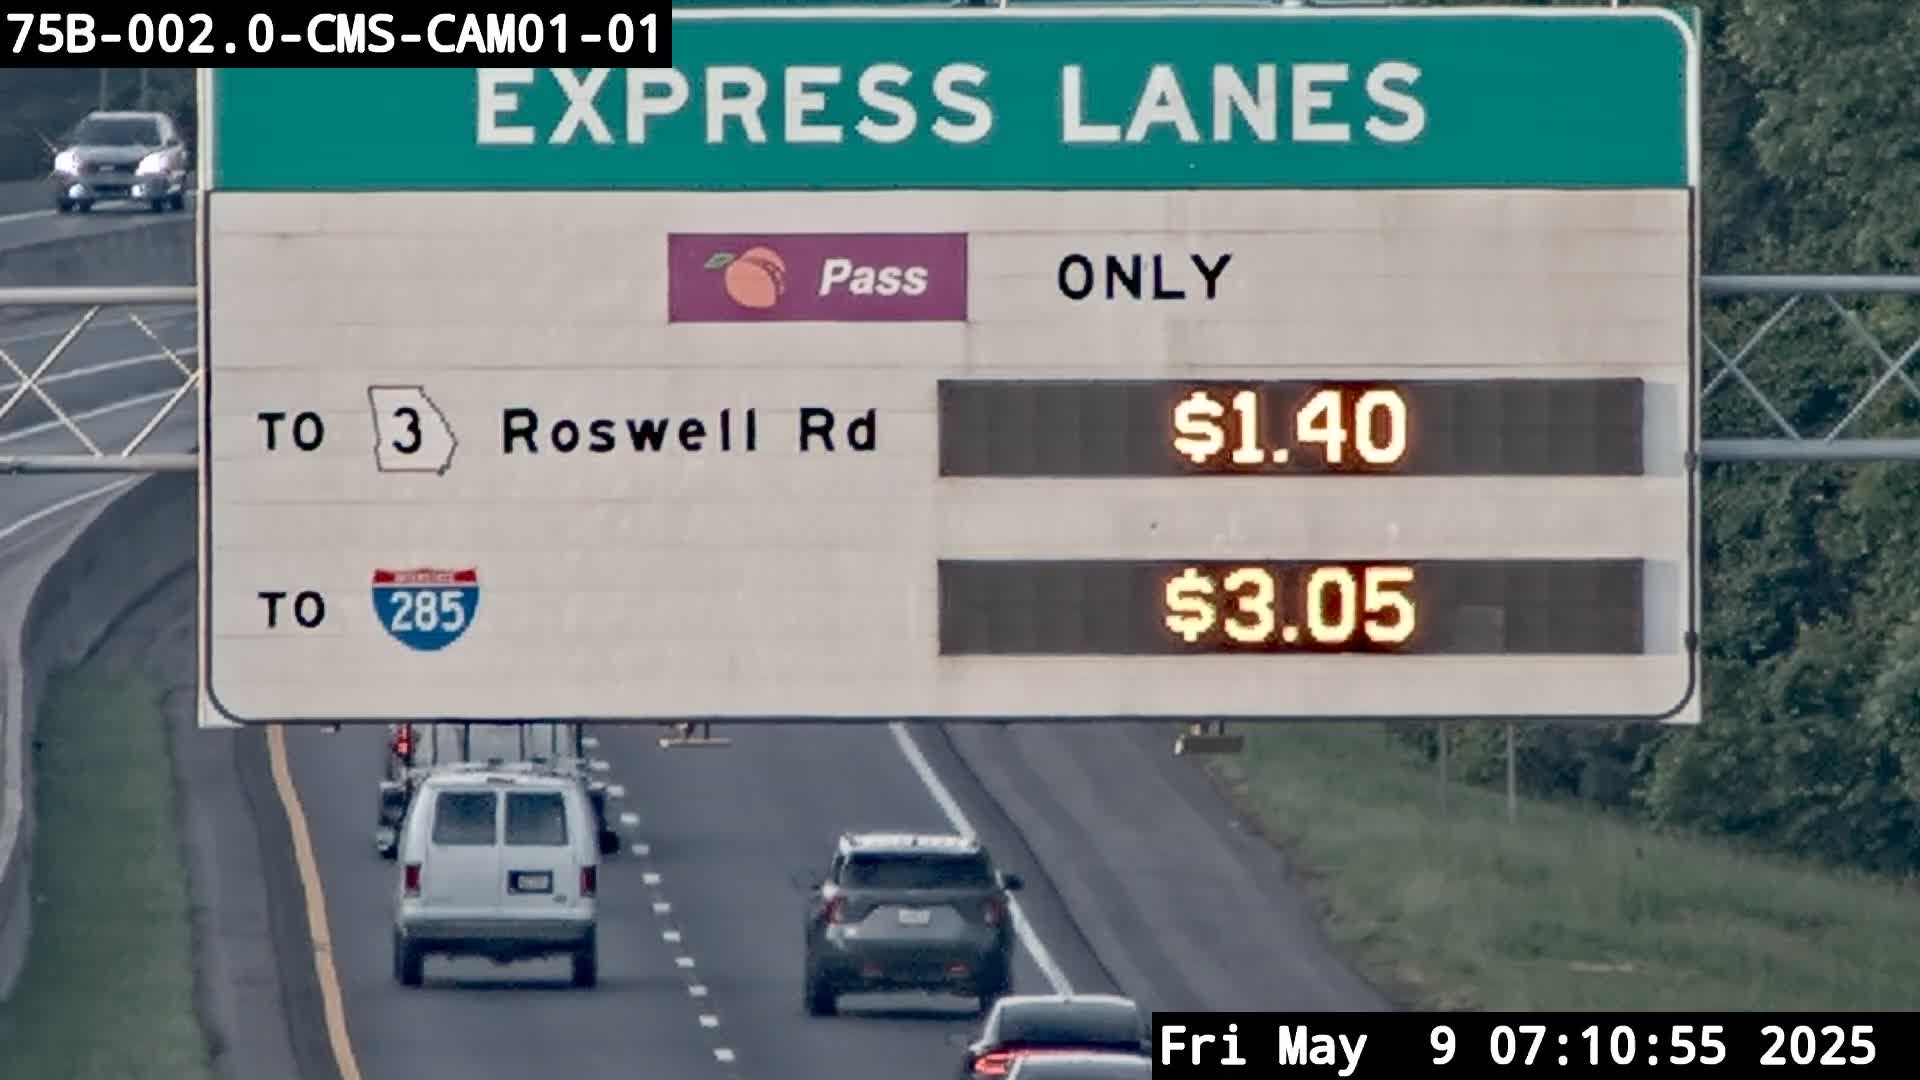 75B-002.0-CMS-CAM01-01
EXPRESS LANES
Pass ONLY
TO 3 Roswell Rd $1.40
TO 285 $3.05
Fri May 9 07:10:55 2025